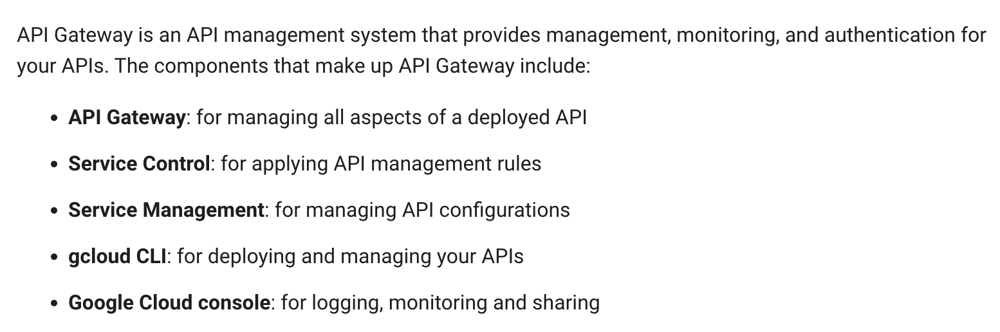 API Gateway is an API management system that provides management, monitoring, and authentication for
your APIs. The components that make up API Gateway include:
• API Gateway: for managing all aspects of a deployed API
• Service Control: for applying API management rules
• Service Management: for managing API configurations
• gcloud CLI: for deploying and managing your APIs
• Google Cloud console: for logging, monitoring and sharing